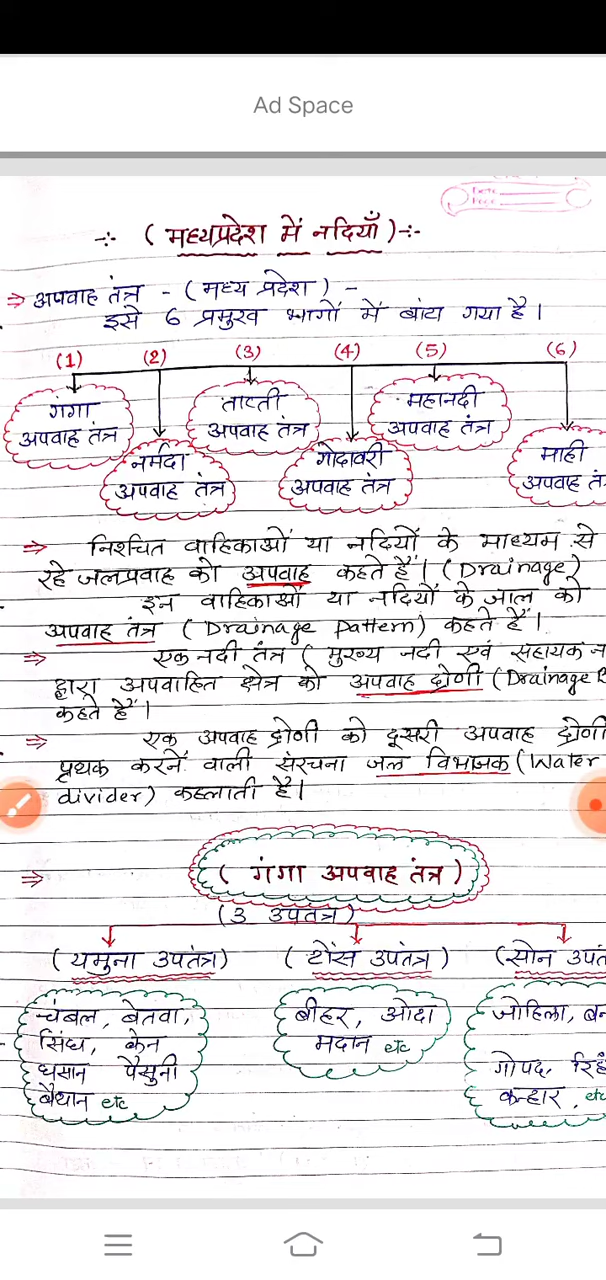 Ad Space
-:- ( मध्यप्रदेश में नदियाँ ) -:-
⇒ अपवाह तंत्र - ( मध्य प्रदेश ) -
इसे 6 प्रमुख भागों में बांटा गया है।
(1) (2) (3) (4) (5) (6)
गंगा
अपवाह तंत्र
नर्मदा
अपवाह तंत्र
ताप्ती
अपवाह तंत्र
गोदावरी
अपवाह तंत्र
महानदी
अपवाह तंत्र
माही
अपवाह
⇒ निश्चित वाहिकाओं या नदियों के माध्यम से
रहे जलप्रवाह को अपवाह कहते हैं। (Drainage)
इन वाहिकाओं या नदियों के जाल को
अपवाह तंत्र (Drainage Pattern) कहते हैं।
⇒ एक नदी तंत्र ( मुख्य नदी एवं सहायक
द्वारा अपवाहित क्षेत्र को अपवाह द्रोणी (Drainage
कहते हैं।
⇒ एक अपवाह द्रोणी को दूसरी अपवाह द्रोणी
प्रथक करनें वाली संरचना जल विभाजक (Water
divider) कहलाती है।
⇒ ( गंगा अपवाह तंत्र )
(3 उपतंत्र)
( यमुना उपतंत्र ) ( टोंस उपतंत्र ) (सोन
चंबल, बेतवा,
सिंध, केन
धसान पैसुनी
बैधान etc
बीहर, ओदा
मदान etc
जोहिला,
गोपद,
कन्हार, etc